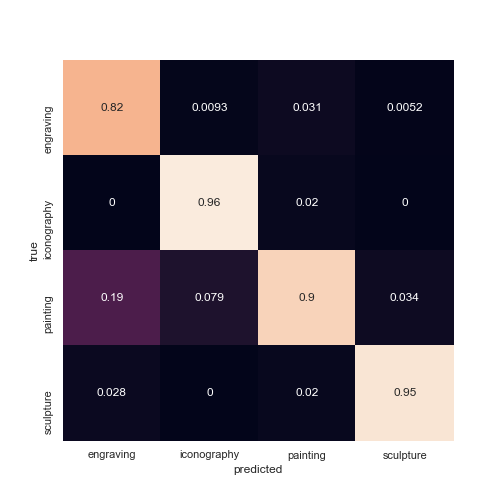 engraving
0.82 0.0093 0.031 0.0052
iconography
0 0.96 0.02 0
true
painting
0.19 0.079 0.9 0.034
sculpture
0.028 0 0.02 0.95
engraving iconography painting sculpture
predicted